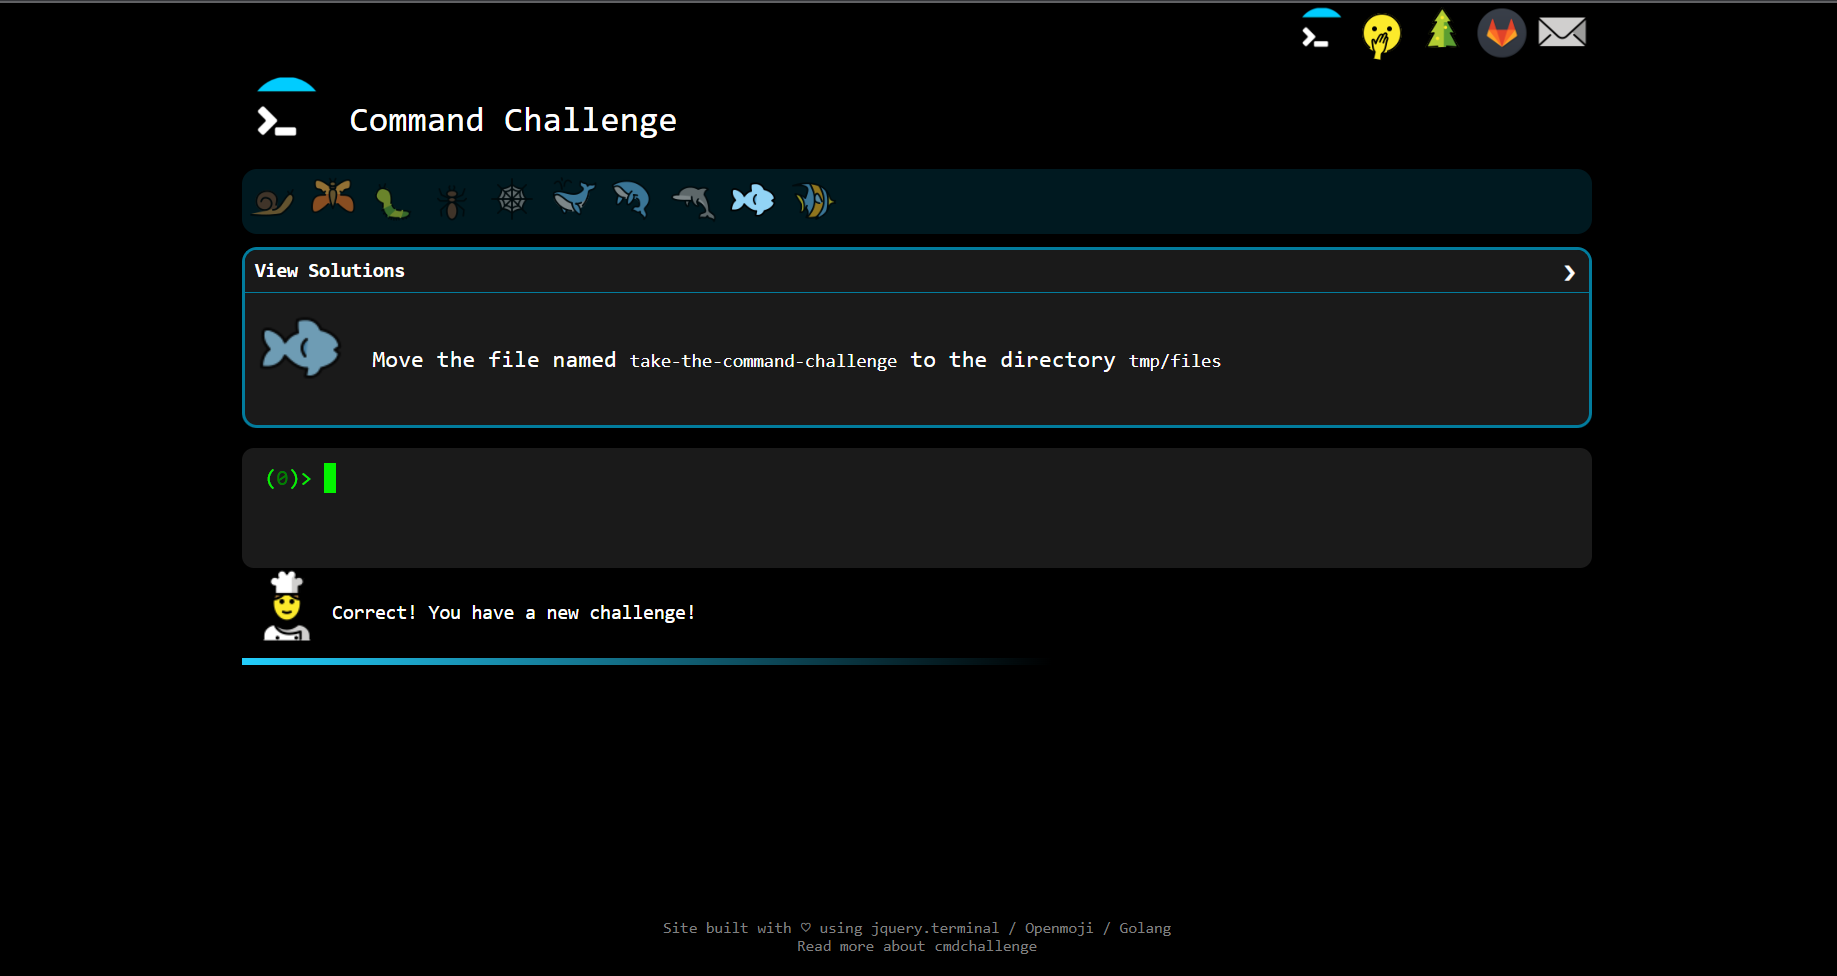 Command Challenge
View Solutions ❯
Move the file named take-the-command-challenge to the directory tmp/files
(0)>
Correct! You have a new challenge!
Site built with ♡ using jquery.terminal / Openmoji / Golang
Read more about cmdchallenge